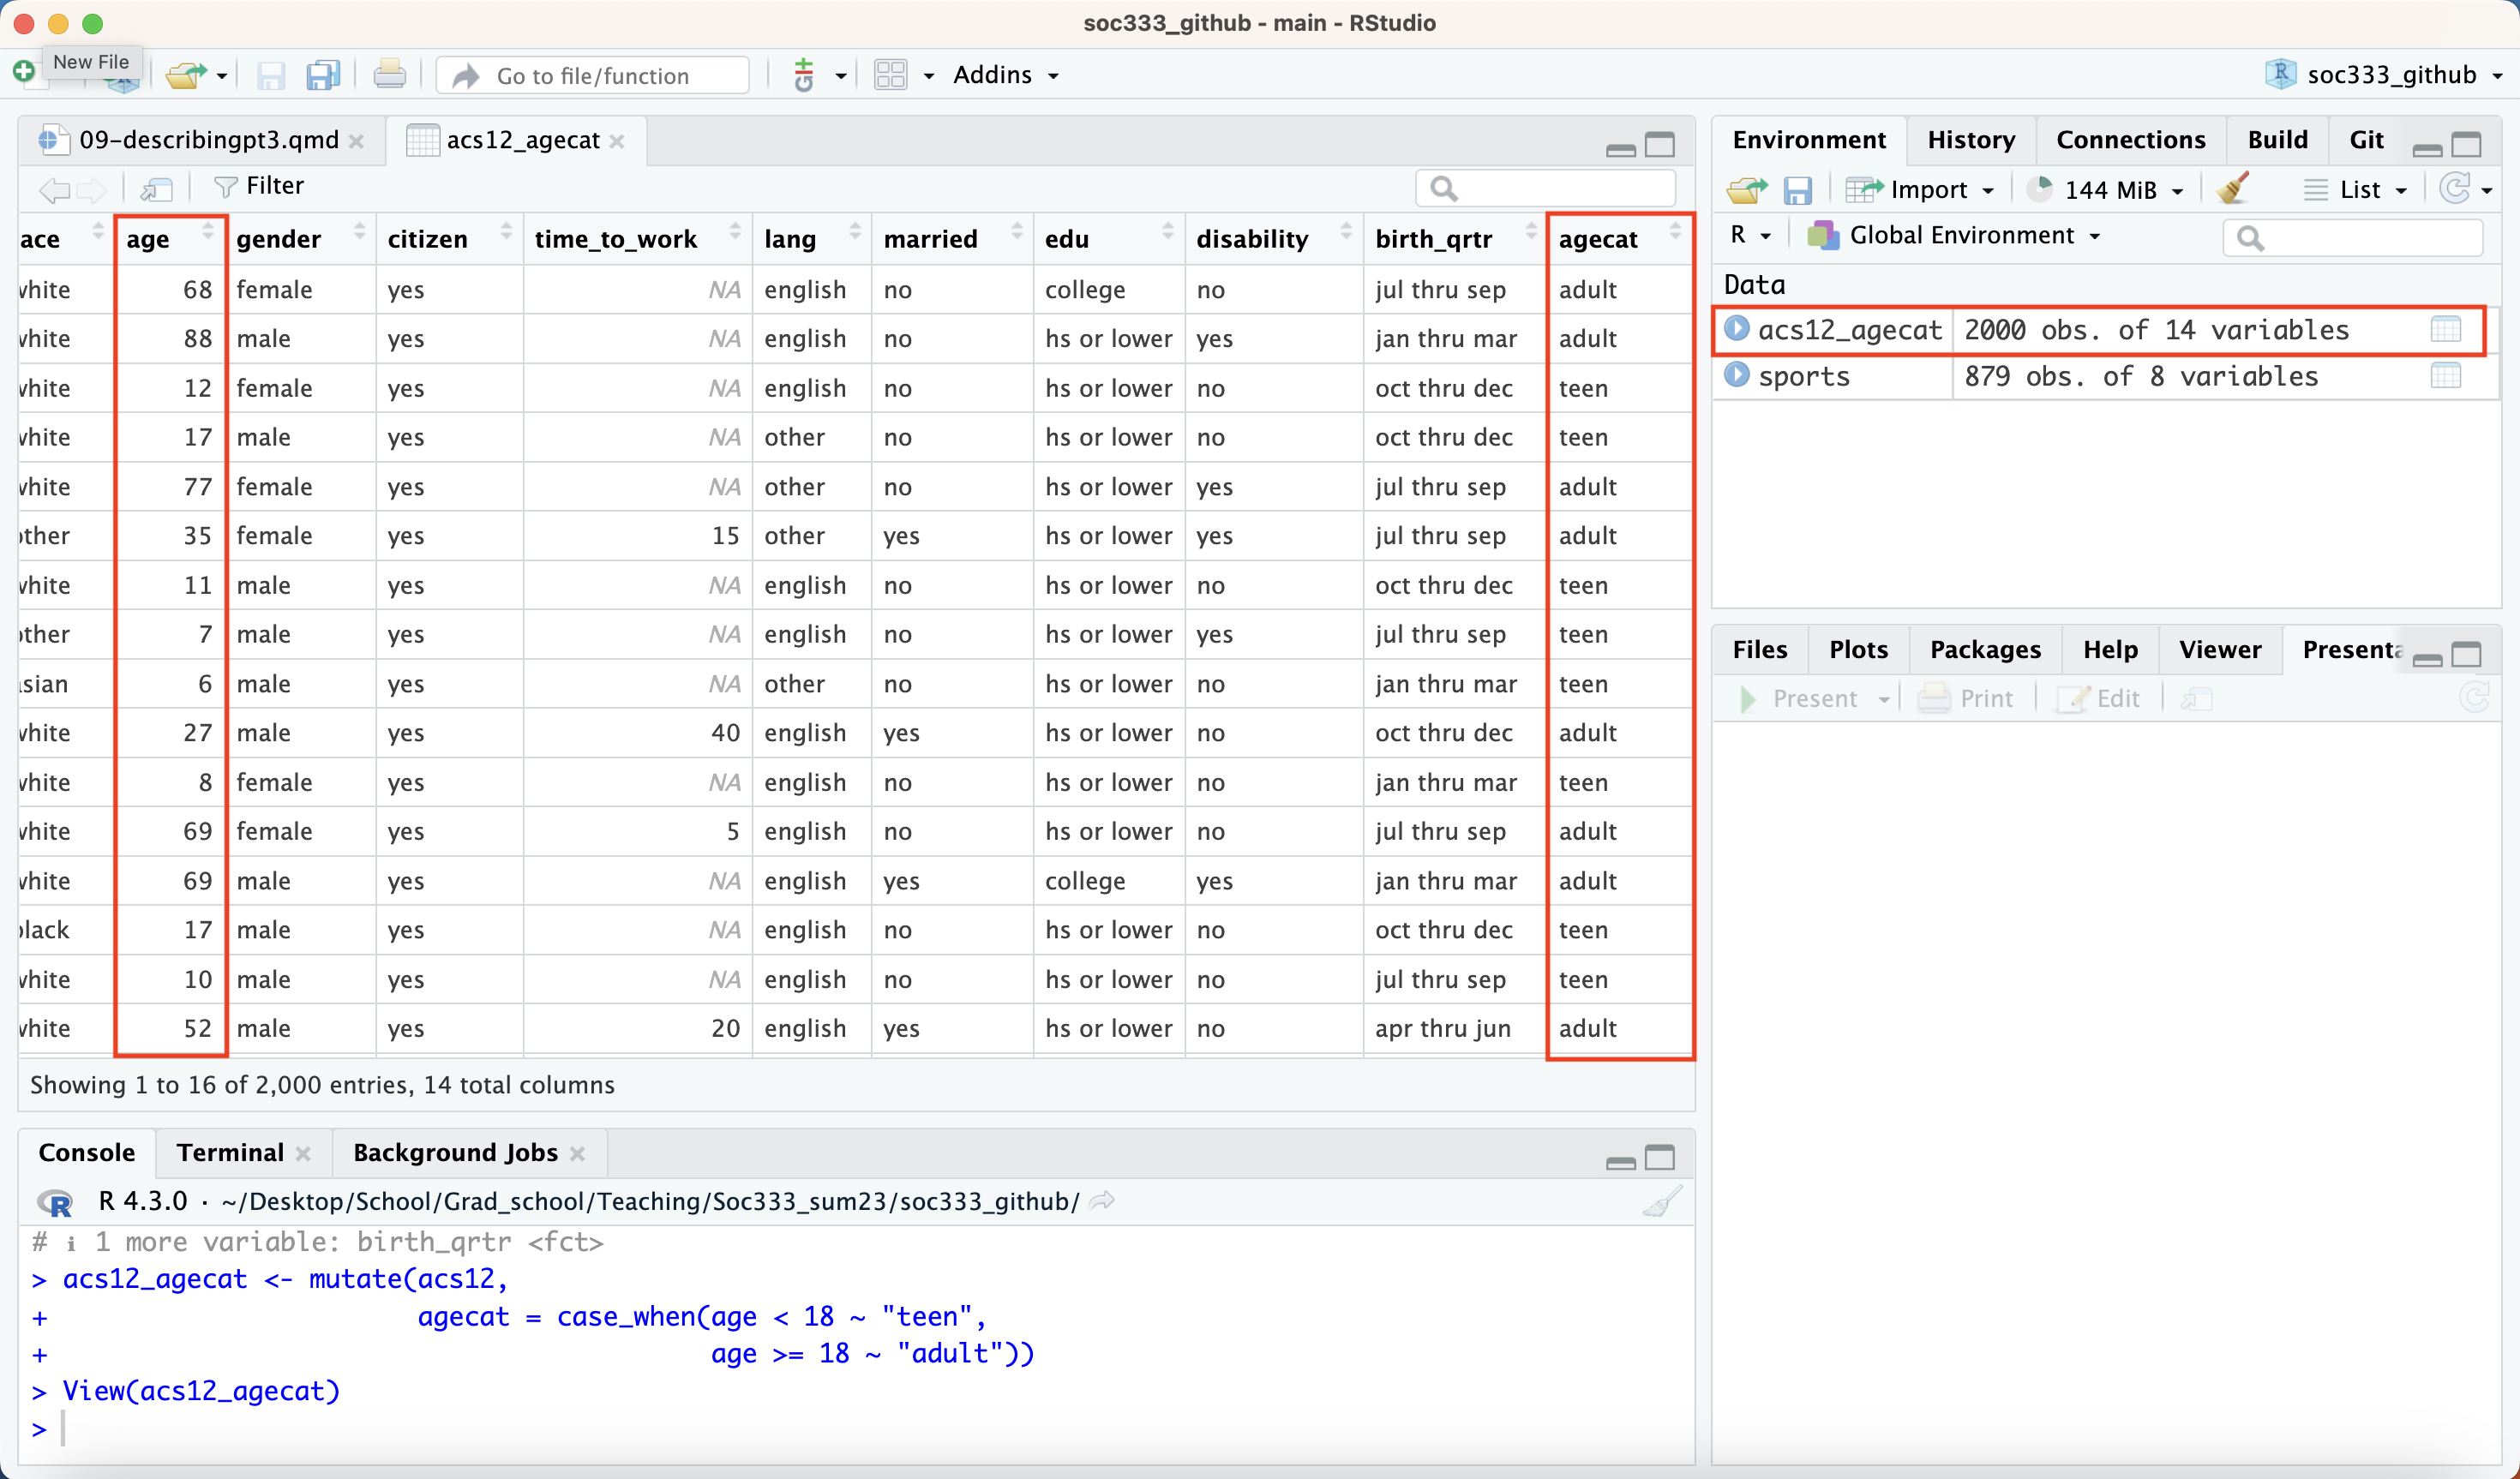 soc333_github - main - RStudio
New File
Go to file/function
Addins
soc333_github
09-describingpt3.qmd
acs12_agecat
Filter
ace age gender citizen time_to_work lang married edu disability birth_qrtr agecat
white 68 female yes NA english no college no jul thru sep adult
white 88 male yes NA english no hs or lower yes jan thru mar adult
white 12 female yes NA english no hs or lower no oct thru dec teen
white 17 male yes NA other no hs or lower no oct thru dec teen
white 77 female yes NA other no hs or lower yes jul thru sep adult
other 35 female yes 15 other yes hs or lower yes jul thru sep adult
white 11 male yes NA english no hs or lower no oct thru dec teen
other 7 male yes NA english no hs or lower yes jul thru sep teen
asian 6 male yes NA other no hs or lower no jan thru mar teen
white 27 male yes 40 english yes hs or lower no oct thru dec adult
white 8 female yes NA english no hs or lower no jan thru mar teen
white 69 female yes 5 english no hs or lower no jul thru sep adult
white 69 male yes NA english yes college yes jan thru mar adult
black 17 male yes NA english no hs or lower no oct thru dec teen
white 10 male yes NA english no hs or lower no jul thru sep teen
white 52 male yes 20 english yes hs or lower no apr thru jun adult
Showing 1 to 16 of 2,000 entries, 14 total columns
Console Terminal Background Jobs
R 4.3.0 · ~/Desktop/School/Grad_school/Teaching/Soc333_sum23/soc333_github/
# ℹ 1 more variable: birth_qrtr <fct>
> acs12_agecat <- mutate(acs12,
+ agecat = case_when(age < 18 ~ "teen",
+ age >= 18 ~ "adult"))
> View(acs12_agecat)
>
Environment History Connections Build Git
Import 144 MiB List
R Global Environment
Data
acs12_agecat 2000 obs. of 14 variables
sports 879 obs. of 8 variables
Files Plots Packages Help Viewer Presenta
Present Print Edit